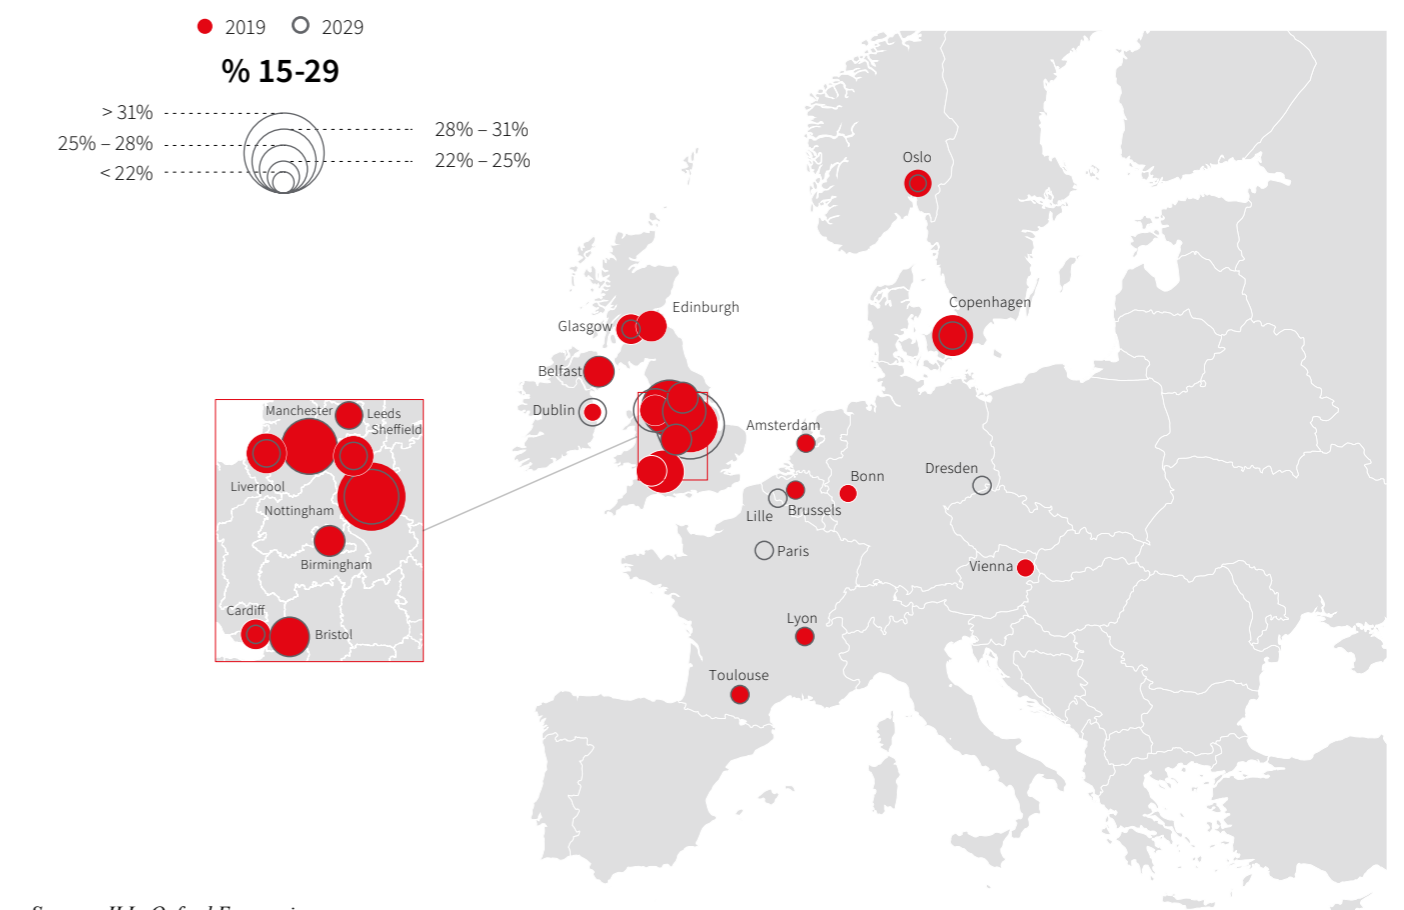 2019 2029
% 15-29
> 31%
28% – 31%
25% – 28%
22% – 25%
< 22%
Oslo
Copenhagen
Edinburgh
Glasgow
Belfast
Dublin
Manchester
Leeds
Sheffield
Liverpool
Nottingham
Birmingham
Cardiff
Bristol
Amsterdam
Bonn
Dresden
Lille
Brussels
Paris
Vienna
Lyon
Toulouse